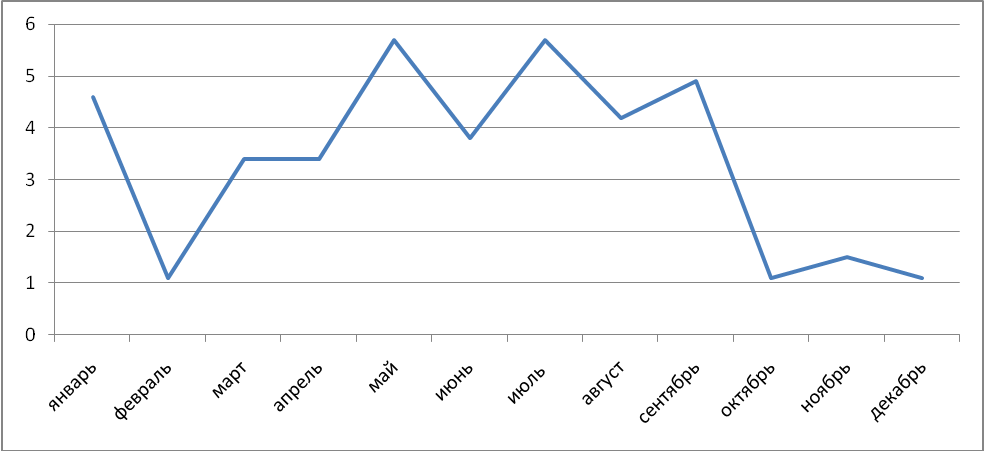 6
5
4
3
2
1
0
январь
февраль
март
апрель
май
июнь
июль
август
сентябрь
октябрь
ноябрь
декабрь